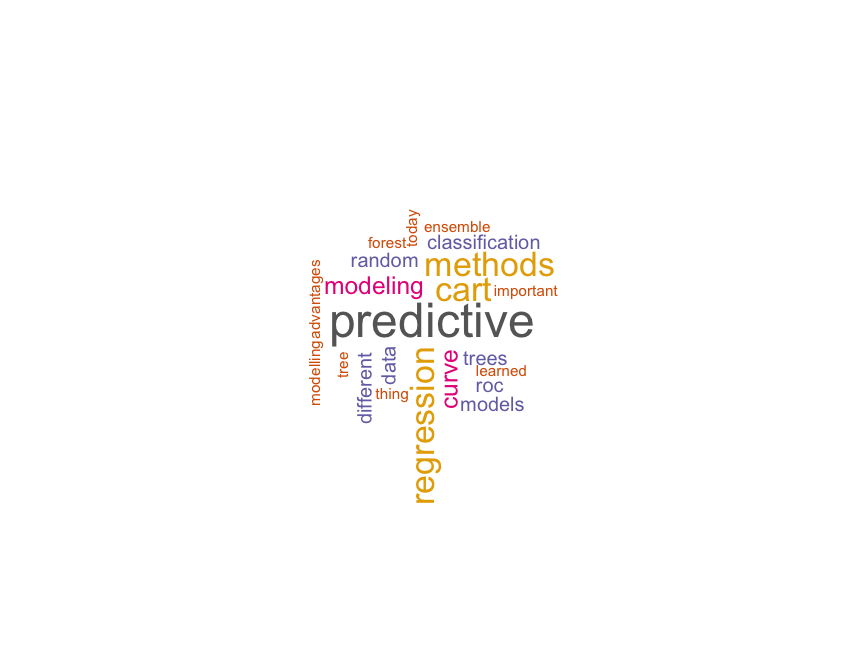 today
ensemble
forest
classification
random
methods
modeling
cart
important
advantages
predictive
modelling
tree
different
data
thing
regression
curve
trees
learned
roc
models